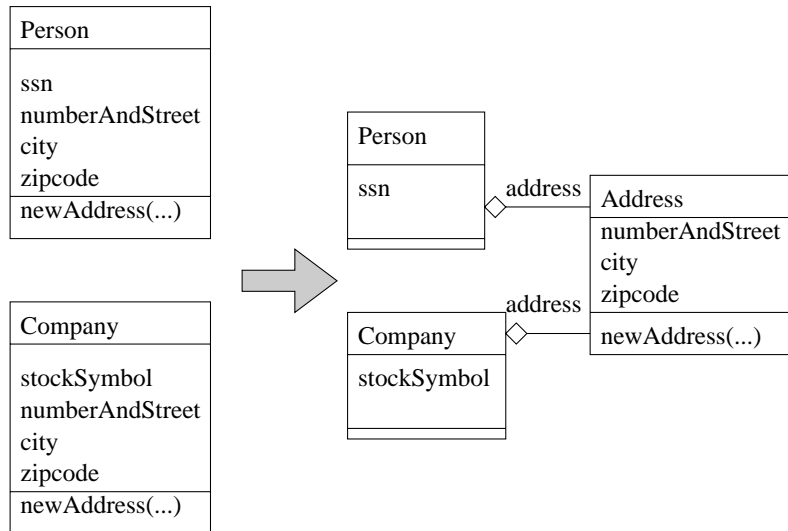 Person
ssn
numberAndStreet
city
zipcode
newAddress(...)
Company
stockSymbol
numberAndStreet
city
zipcode
newAddress(...)
Person
ssn
address
Company
stockSymbol
address
Address
numberAndStreet
city
zipcode
newAddress(...)